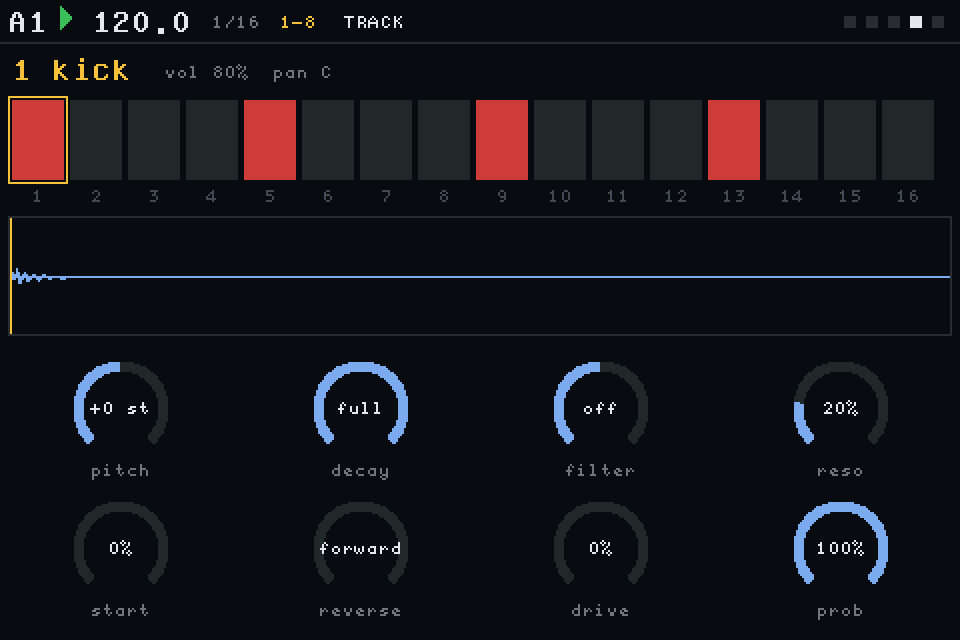 A1 120.0 1/16 1-8 TRACK
1 kick vol 80% pan C
1 2 3 4 5 6 7 8 9 10 11 12 13 14 15 16
+0 st full off 20%
pitch decay filter reso
0% forward 0% 100%
start reverse drive prob